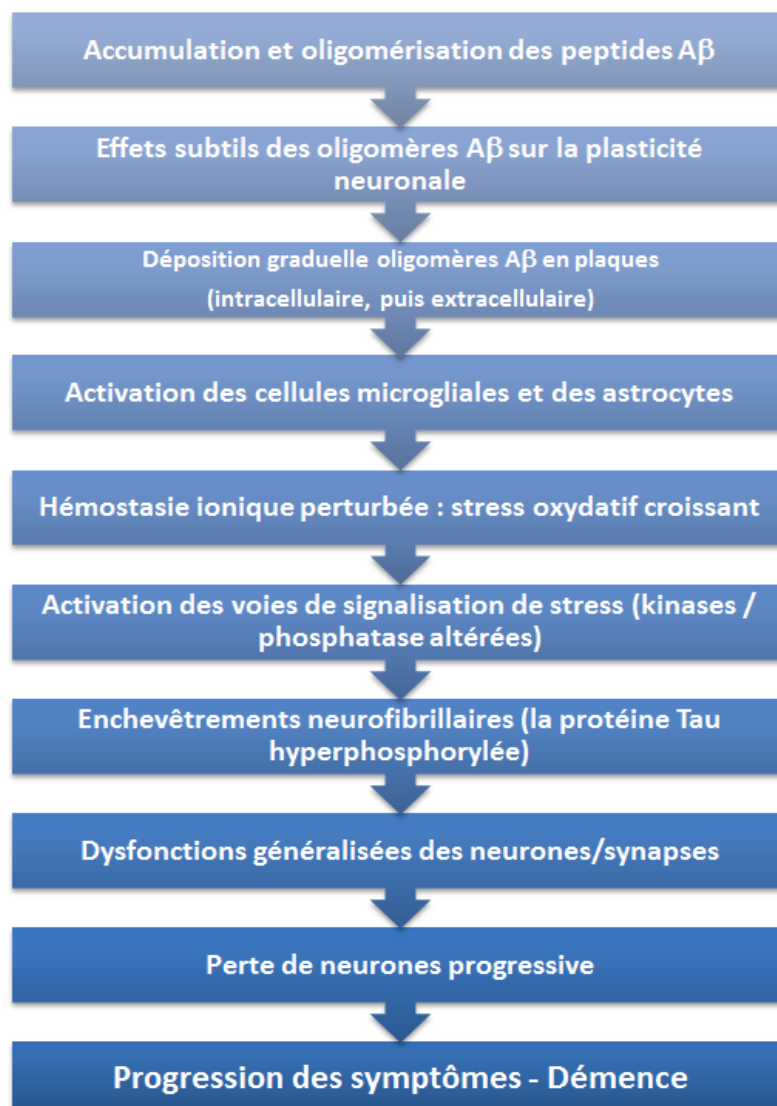 Accumulation et oligomérisation des peptides Aβ
Effets subtils des oligomères Aβ sur la plasticité
neuronale
Déposition graduelle oligomères Aβ en plaques
(intracellulaire, puis extracellulaire)
Activation des cellules microgliales et des astrocytes
Hémostasie ionique perturbée : stress oxydatif croissant
Activation des voies de signalisation de stress (kinases /
phosphatase altérées)
Enchevêtrements neurofibrillaires (la protéine Tau
hyperphosphorylée)
Dysfonctions généralisées des neurones/synapses
Perte de neurones progressive
Progression des symptômes - Démence